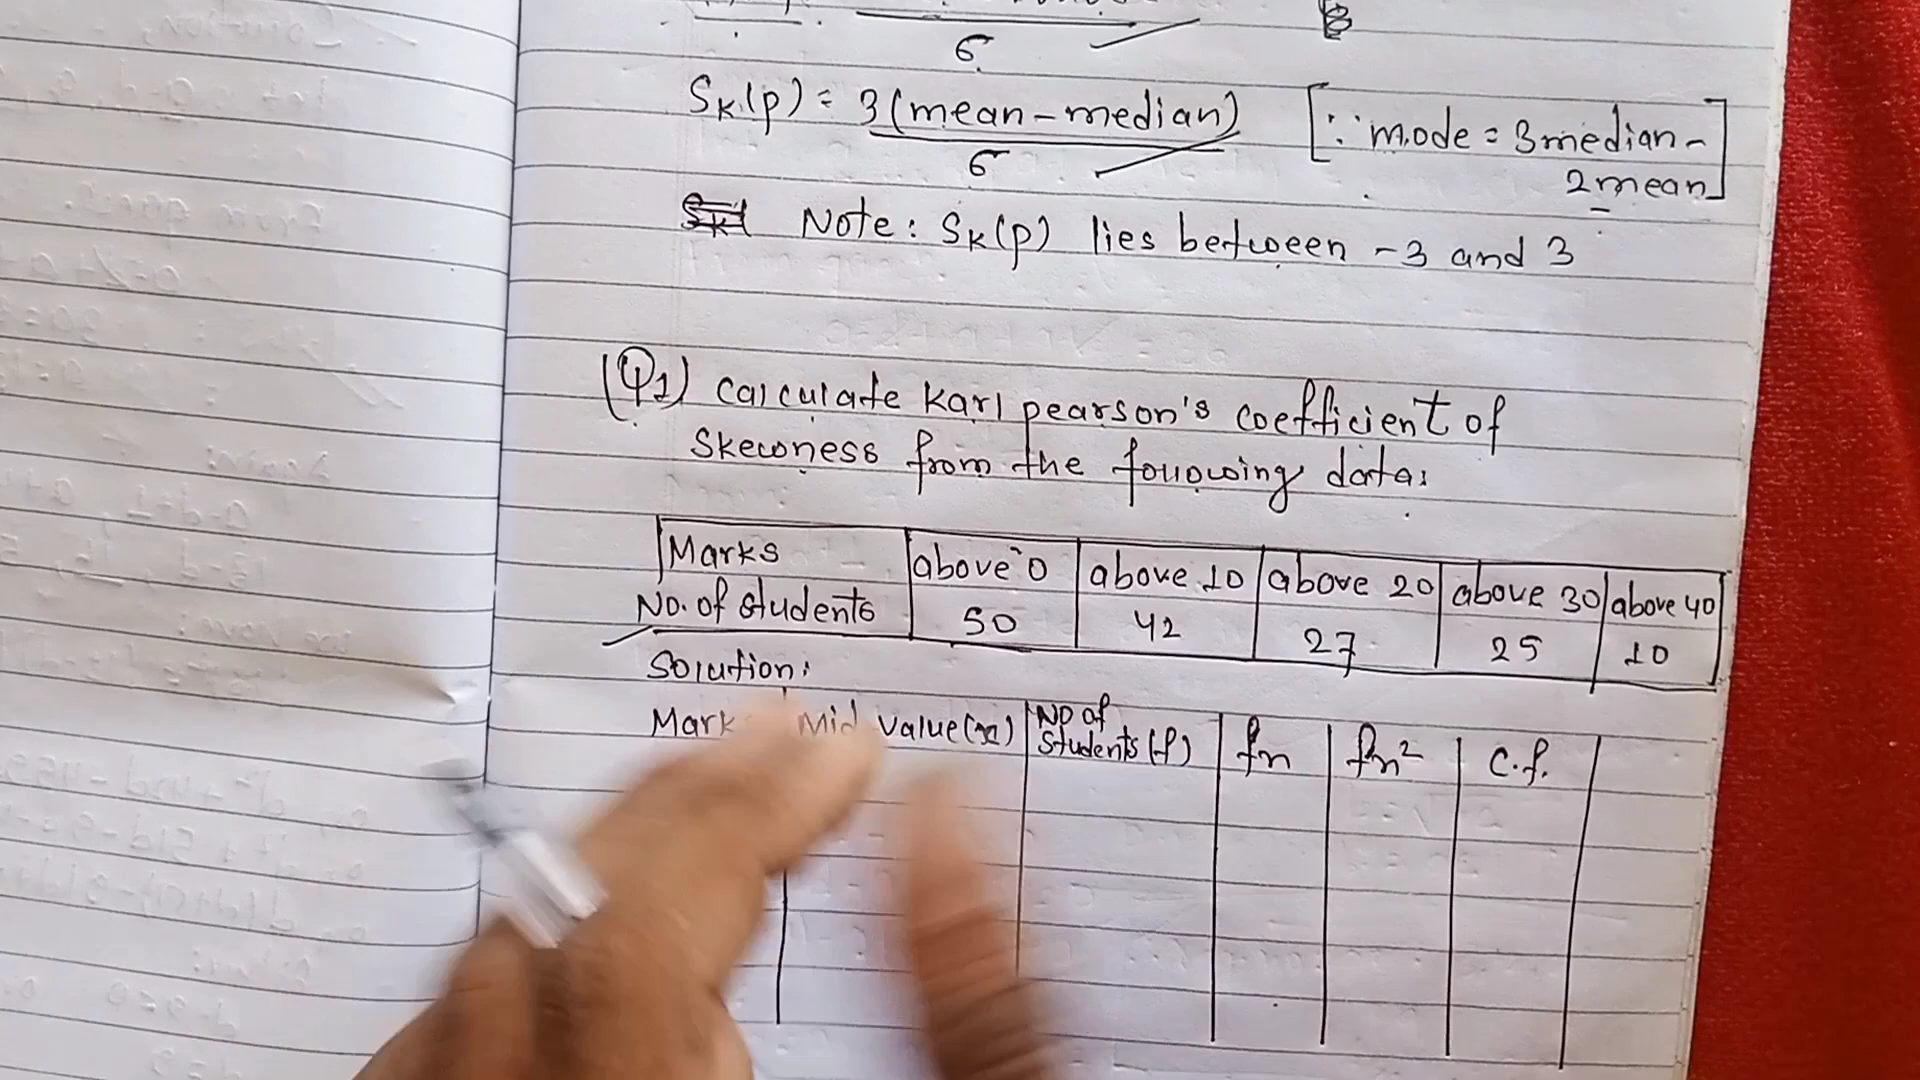 6
Sk(p) = 3(mean-median) [∵ mode = 3median-
6 2mean]
Note: Sk(p) lies between -3 and 3
(Q1) Calculate Karl pearson's coefficient of
Skewness from the following data:
Marks above 0 above 10 above 20 above 30 above 40
No. of students 50 42 27 25 10
Solution:
Mark Mid value(x) No of Students (f) fx fx² c.f.